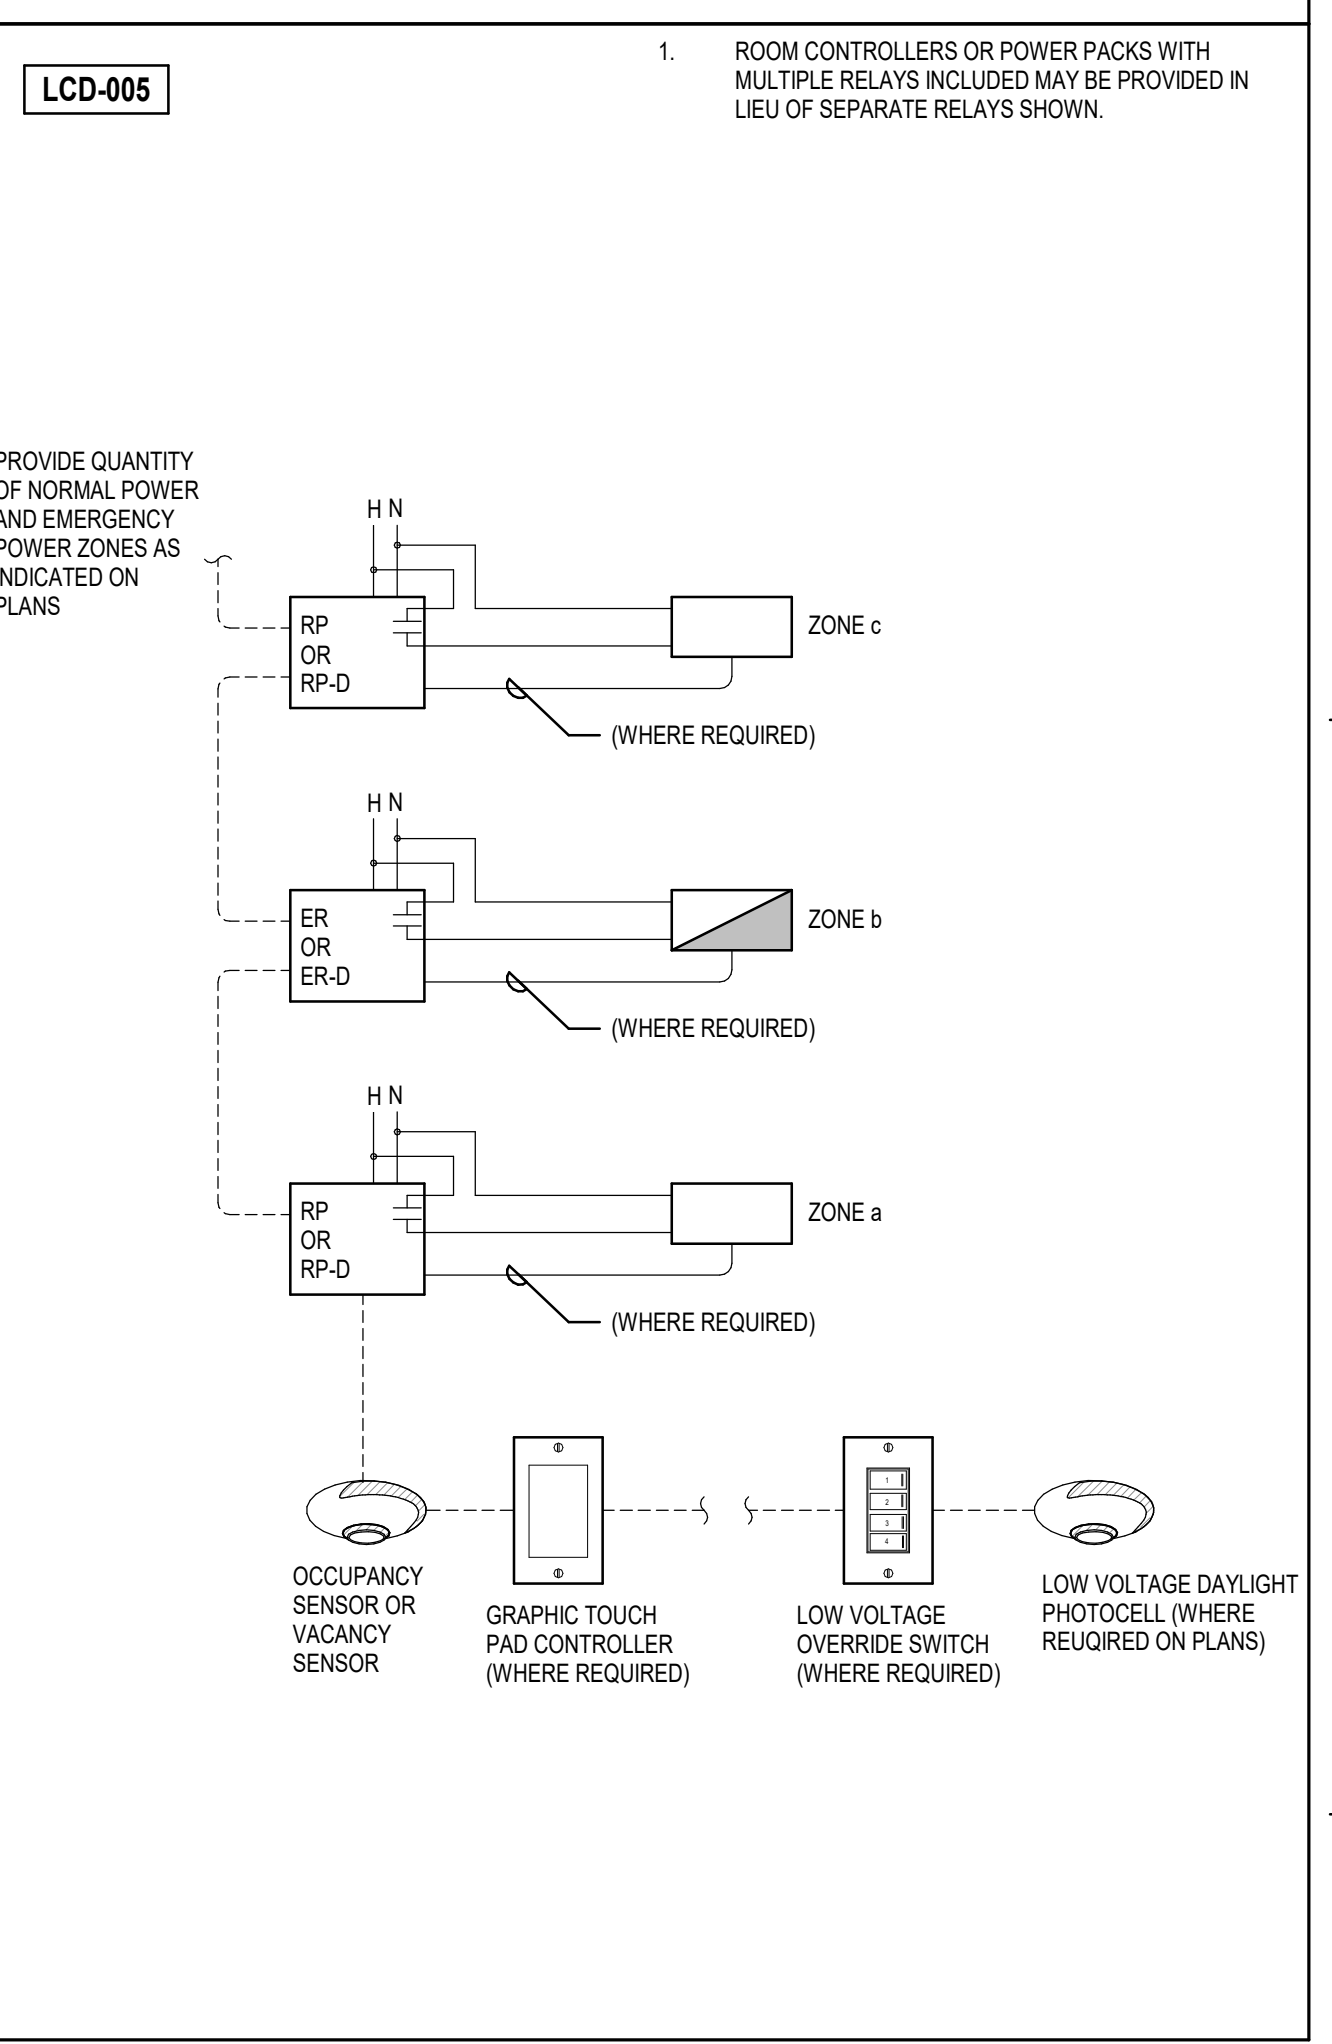 LCD-005
1. ROOM CONTROLLERS OR POWER PACKS WITH
MULTIPLE RELAYS INCLUDED MAY BE PROVIDED IN
LIEU OF SEPARATE RELAYS SHOWN.
PROVIDE QUANTITY
OF NORMAL POWER
AND EMERGENCY
POWER ZONES AS
INDICATED ON
PLANS
H N
RP
OR
RP-D
ZONE c
(WHERE REQUIRED)
H N
ER
OR
ER-D
ZONE b
(WHERE REQUIRED)
H N
RP
OR
RP-D
ZONE a
(WHERE REQUIRED)
1
2
3
4
OCCUPANCY
SENSOR OR
VACANCY
SENSOR
GRAPHIC TOUCH
PAD CONTROLLER
(WHERE REQUIRED)
LOW VOLTAGE
OVERRIDE SWITCH
(WHERE REQUIRED)
LOW VOLTAGE DAYLIGHT
PHOTOCELL (WHERE
REUQIRED ON PLANS)